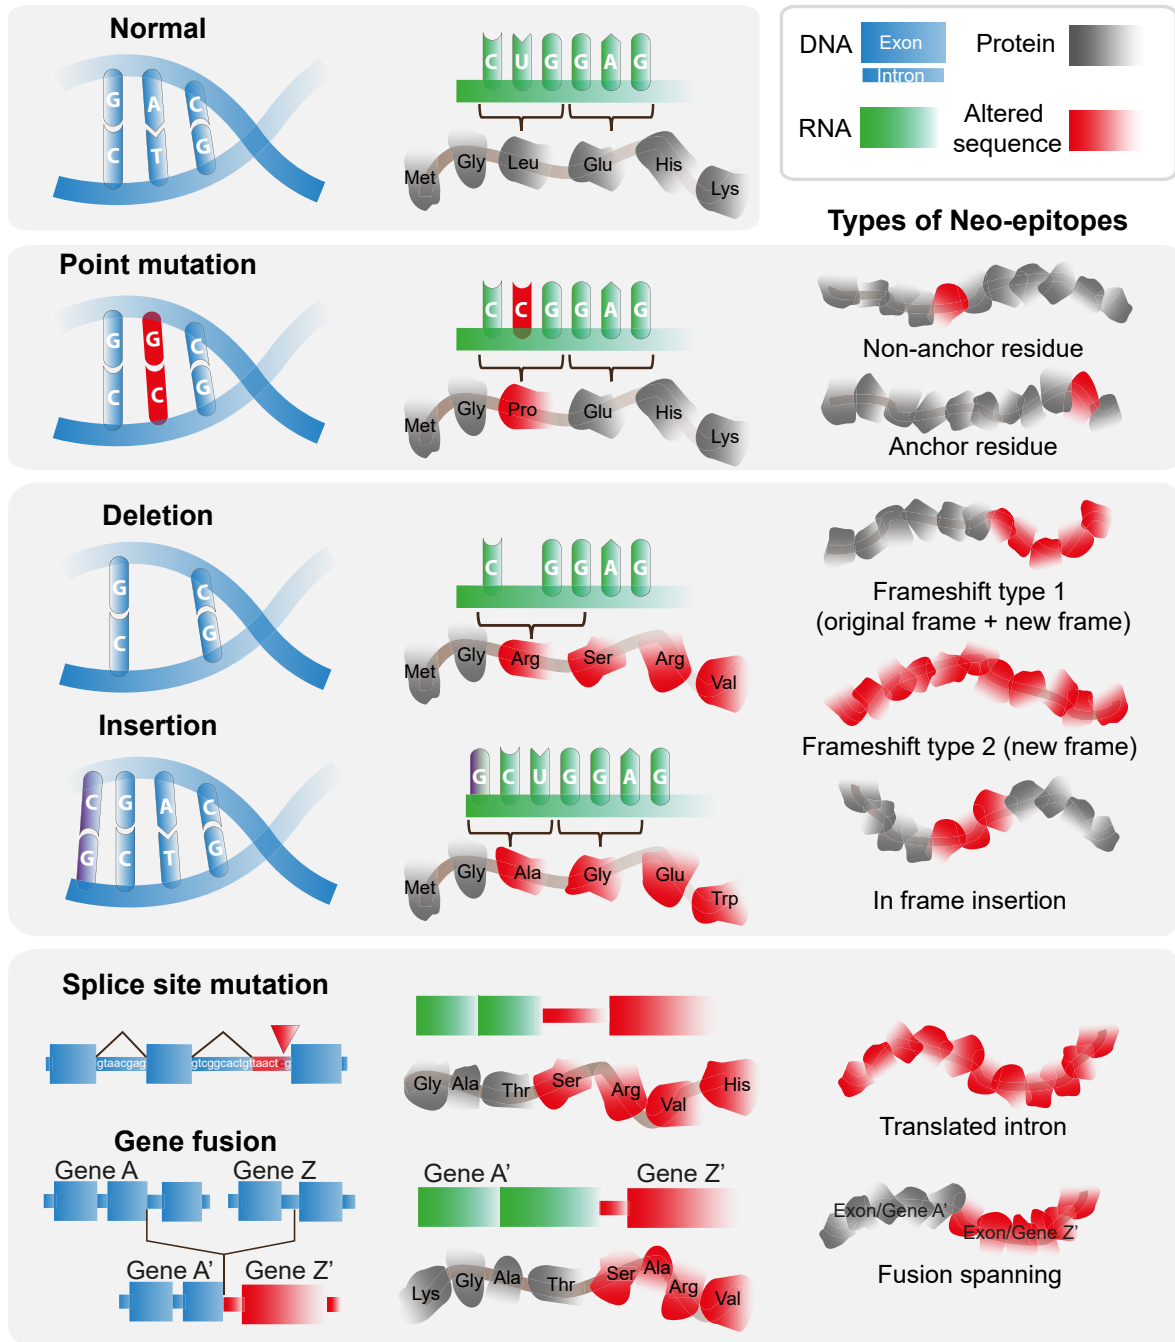 Normal
G A C
C T G
C U G G A G
Met Gly Leu Glu His Lys
DNA Exon Protein
Intron
RNA Altered
sequence
Types of Neo-epitopes
Point mutation
G G C
C C G
C C G G A G
Met Gly Pro Glu His Lys
Non-anchor residue
Anchor residue
Deletion
G C
C G
C G G A G
Met Gly Arg Ser Arg Val
Frameshift type 1
(original frame + new frame)
Frameshift type 2 (new frame)
Insertion
C G A C
G C T G
G C U G G A G
Met Gly Ala Gly Glu Trp
In frame insertion
Splice site mutation
gtaacgag gtcggcactgttaact g
Gly Ala Thr Ser Arg Val His
Translated intron
Gene fusion
Gene A Gene Z
Gene A’ Gene Z’
Gene A’ Gene Z’
Lys Gly Ala Thr Ser Ala Arg Val
Exon/Gene A’
Exon/Gene Z’
Fusion spanning